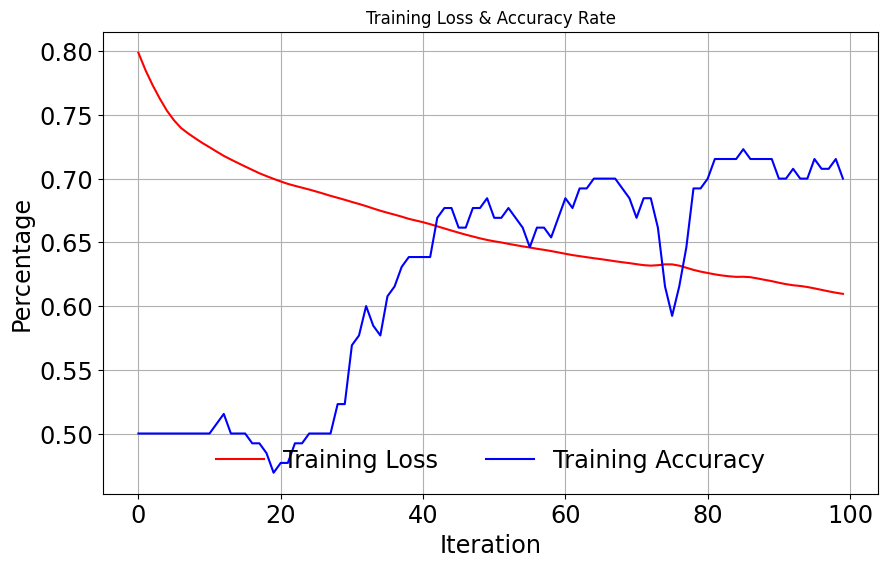 Training Loss & Accuracy Rate
0.80
0.75
0.70
0.65
0.60
0.55
0.50
Percentage
Training Loss
Training Accuracy
0
20
40
60
80
100
Iteration